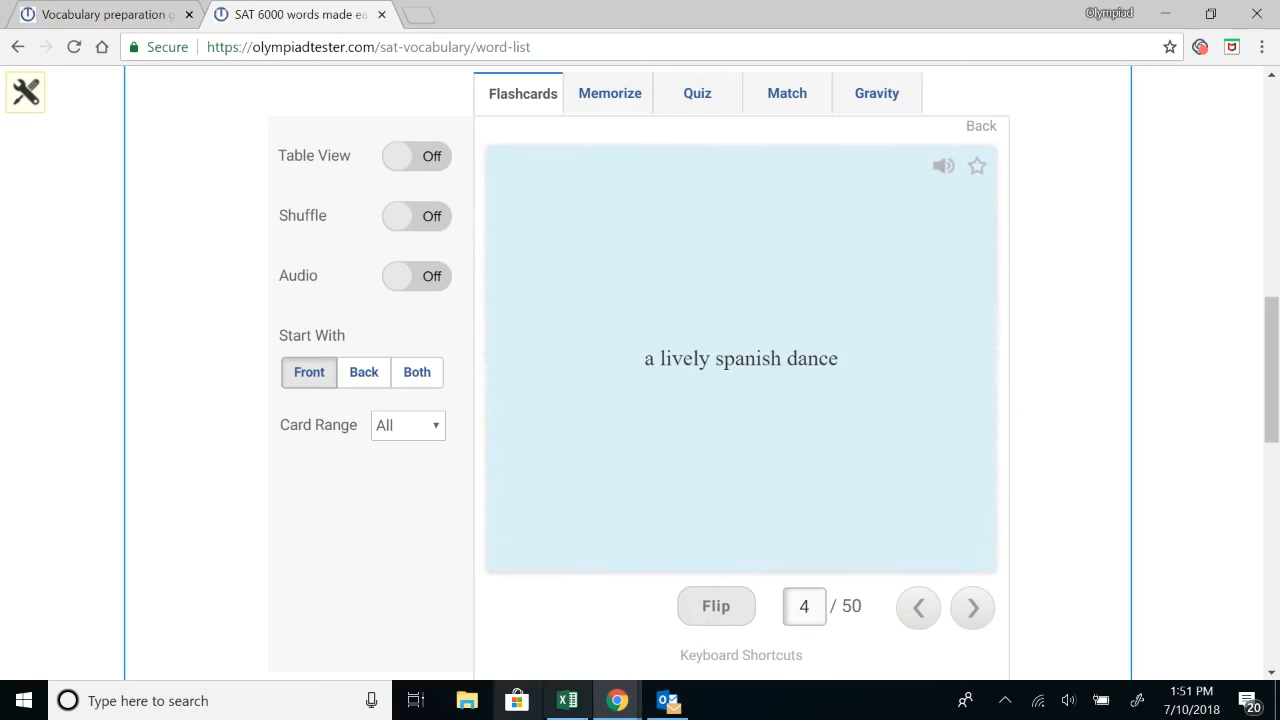 Vocabulary preparation g
SAT 6000 words made ea
Olympiad
Secure
https://olympiadtester.com/sat-vocabulary/word-list
Flashcards
Memorize
Quiz
Match
Gravity
Back
Table View
Off
Shuffle
Off
Audio
Off
Start With
Front
Back
Both
Card Range
All
a lively spanish dance
Flip
4 / 50
Keyboard Shortcuts
Type here to search
1:51 PM
7/10/2018
20